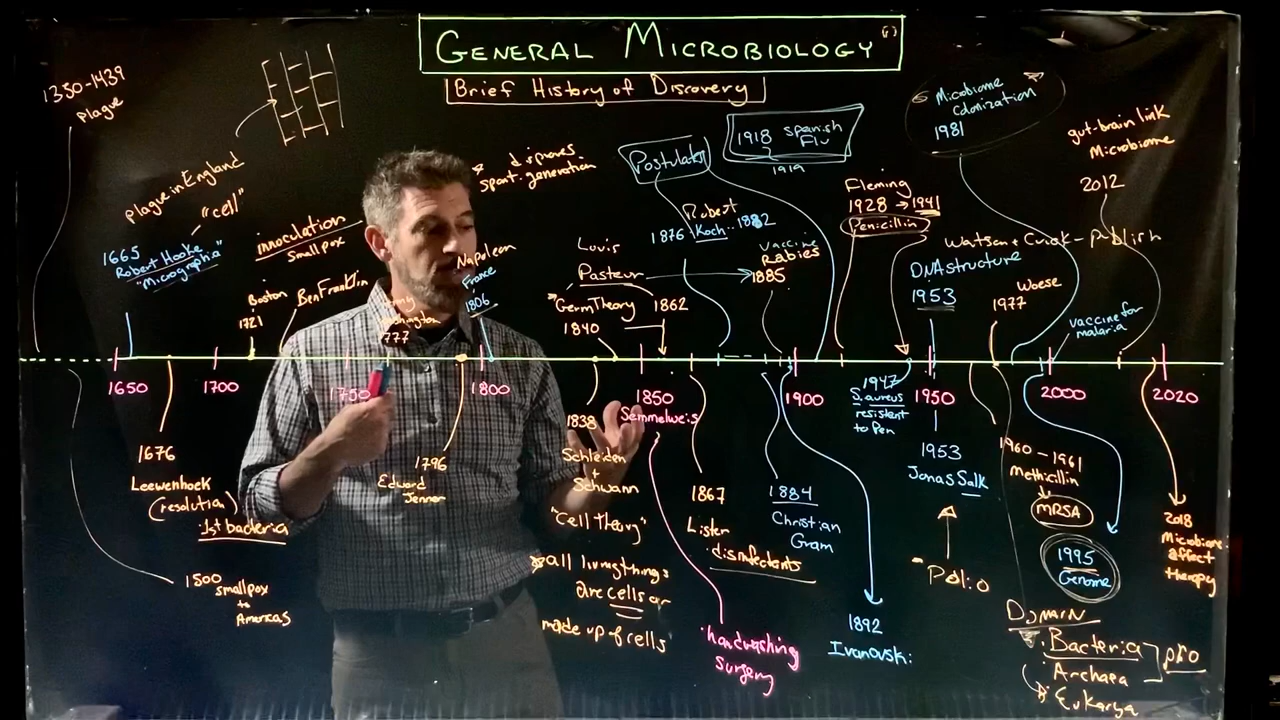 GENERAL MICROBIOLOGY
Brief History of Discovery
1350-1439
plague
plague in England
"cell"
1665
Robert Hooke
"Micrographia"
innoculation
smallpox
Boston
1721
Ben Franklin
Washington
1777
* disproves
spont. generation
Napolean
France
1806
Louis
Pasteur
Germ Theory
1840
1862
Postulates
Robert
Koch
1876
1882
vaccine
Rabies
1885
1918 Spanish
Flu
1919
Fleming
1928 → 1941
Penicillin
Microbiome
Colonization
1981
Watson + Crick - publish
DNA structure
1953
Woese
1977
gut-brain link
Microbiome
2012
vaccine for
malaria
1650
1700
1750
1800
1850
1900
1950
2000
2020
1676
Leewenhoek
(resolution)
1st bacteria
1500
smallpox
to
Americas
1796
Edward
Jenner
1838
Schleiden
+
Schwann
"Cell Theory"
* all living things
are cells or
made up of cells
Semmelweis
handwashing
surgery
1867
Lister
disinfectants
1884
Christian
Gram
1892
Ivanovski
1947
S. aureus
resistent
to Pen
1953
Jonas Salk
Polio
1960-1961
Methicillin
MRSA
1995
Genome
DOMAIN
Bacteria
Archaea
Eukarya
pro
2018
Microbiome
affect
therapy